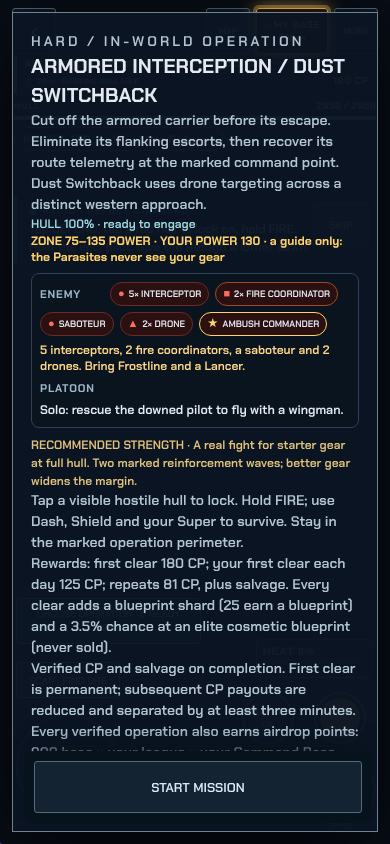 HARD / IN-WORLD OPERATION
ARMORED INTERCEPTION / DUST
SWITCHBACK
Cut off the armored carrier before its escape.
Eliminate its flanking escorts, then recover its
route telemetry at the marked command point.
Dust Switchback uses drone targeting across a
distinct western approach.
HULL 100% · ready to engage
ZONE 75–135 POWER · YOUR POWER 130 · a guide only:
the Parasites never see your gear
ENEMY
5× INTERCEPTOR
2× FIRE COORDINATOR
SABOTEUR
2× DRONE
AMBUSH COMMANDER
5 interceptors, 2 fire coordinators, a saboteur and 2
drones. Bring Frostline and a Lancer.
PLATOON
Solo: rescue the downed pilot to fly with a wingman.
RECOMMENDED STRENGTH · A real fight for starter gear
at full hull. Two marked reinforcement waves; better gear
widens the margin.
Tap a visible hostile hull to lock. Hold FIRE; use
Dash, Shield and your Super to survive. Stay in
the marked operation perimeter.
Rewards: first clear 180 CP; your first clear each
day 125 CP; repeats 81 CP, plus salvage. Every
clear adds a blueprint shard (25 earn a blueprint)
and a 3.5% chance at an elite cosmetic blueprint
(never sold).
Verified CP and salvage on completion. First clear
is permanent; subsequent CP payouts are
reduced and separated by at least three minutes.
Every verified operation also earns airdrop points:
START MISSION